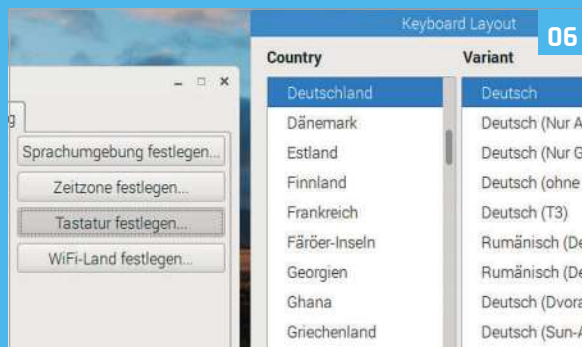 Keyboard Layout
06
Country
Variant
g
Sprachumgebung festlegen...
Zeitzone festlegen...
Tastatur festlegen...
WiFi-Land festlegen...
Deutschland
Dänemark
Estland
Finnland
Frankreich
Färöer-Inseln
Georgien
Ghana
Griechenland
Deutsch
Deutsch (Nur A
Deutsch (Nur G
Deutsch (ohne
Deutsch (T3)
Rumänisch (De
Rumänisch (De
Deutsch (Dvora
Deutsch (Sun-A